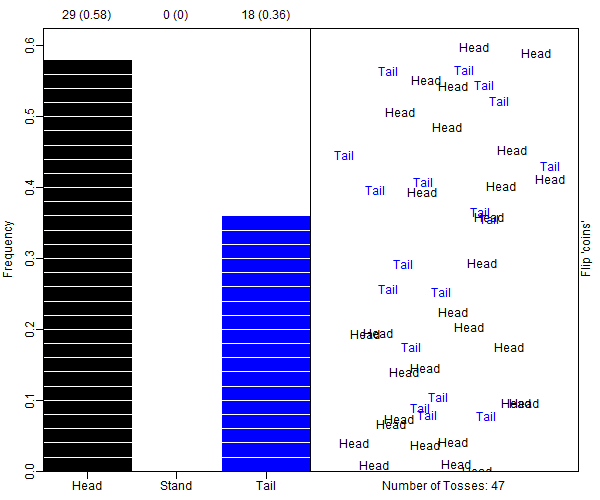 29 (0.58) 0 (0) 18 (0.36)
Frequency
0.6
0.5
0.4
0.3
0.2
0.1
0.0
Head Stand Tail
Head
Head
Tail
Tail
Head
Head
Tail
Tail
Head
Head
Head
Tail
Tail
Head
Tail
Head
Tail
Head
Tail
Head
Tail
Head
Tail
Tail
Tail
Head
Head
Head
Head
Tail
Head
Head
Head
Tail
Head
Head
Tail
Tail
Tail
Head
Head
Head
Head
Head
Head
Head
Head
Flip 'coins'
Number of Tosses: 47